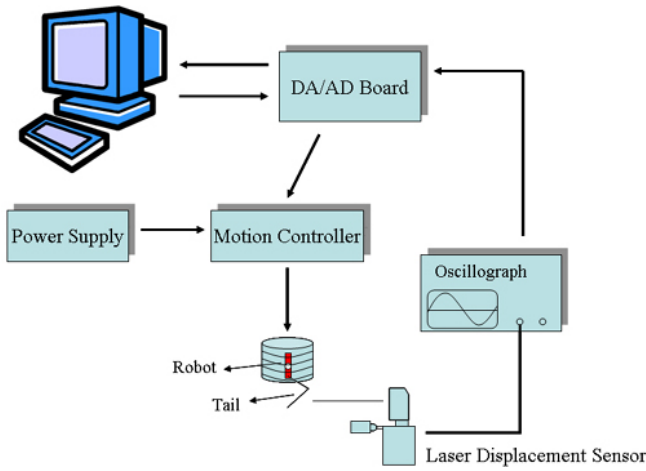 DA/AD Board
Power Supply
Motion Controller
Oscillograph
Robot
Tail
Laser Displacement Sensor